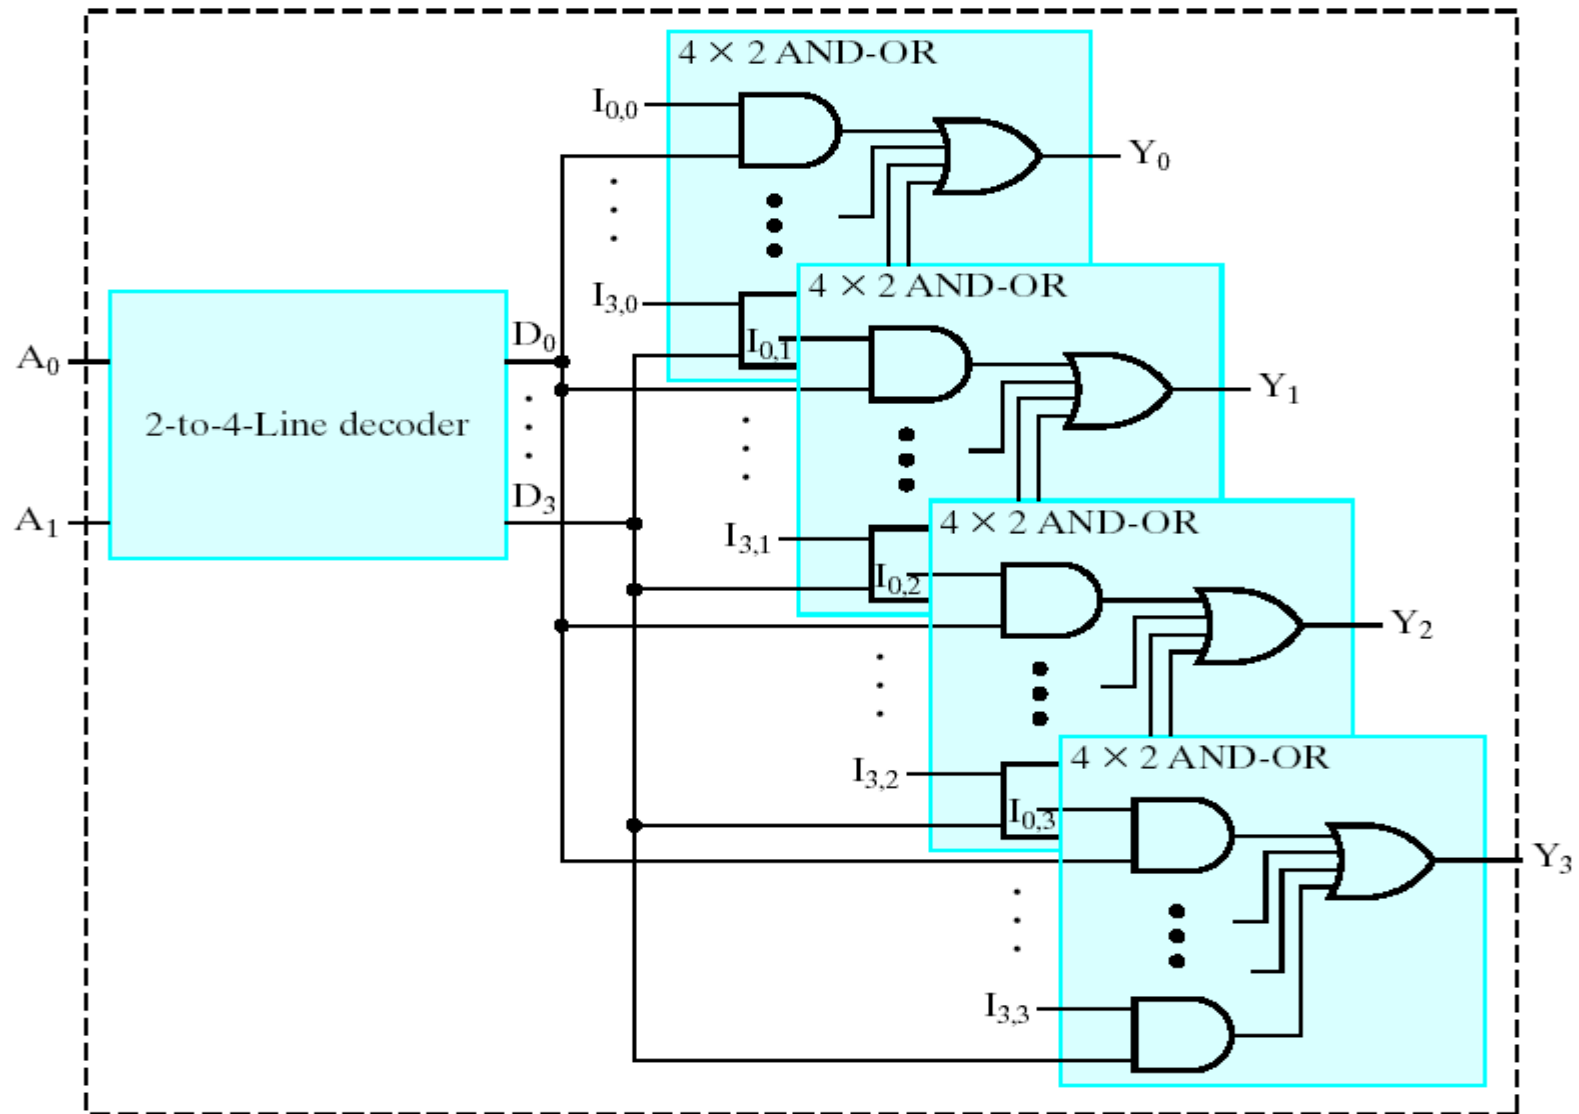 4 × 2 AND-OR
I₀,₀
Y₀
4 × 2 AND-OR
I₃,₀
D₀
I₀,₁
A₀
Y₁
2-to-4-Line decoder
D₃
A₁
4 × 2 AND-OR
I₃,₁
I₀,₂
Y₂
4 × 2 AND-OR
I₃,₂
I₀,₃
Y₃
I₃,₃